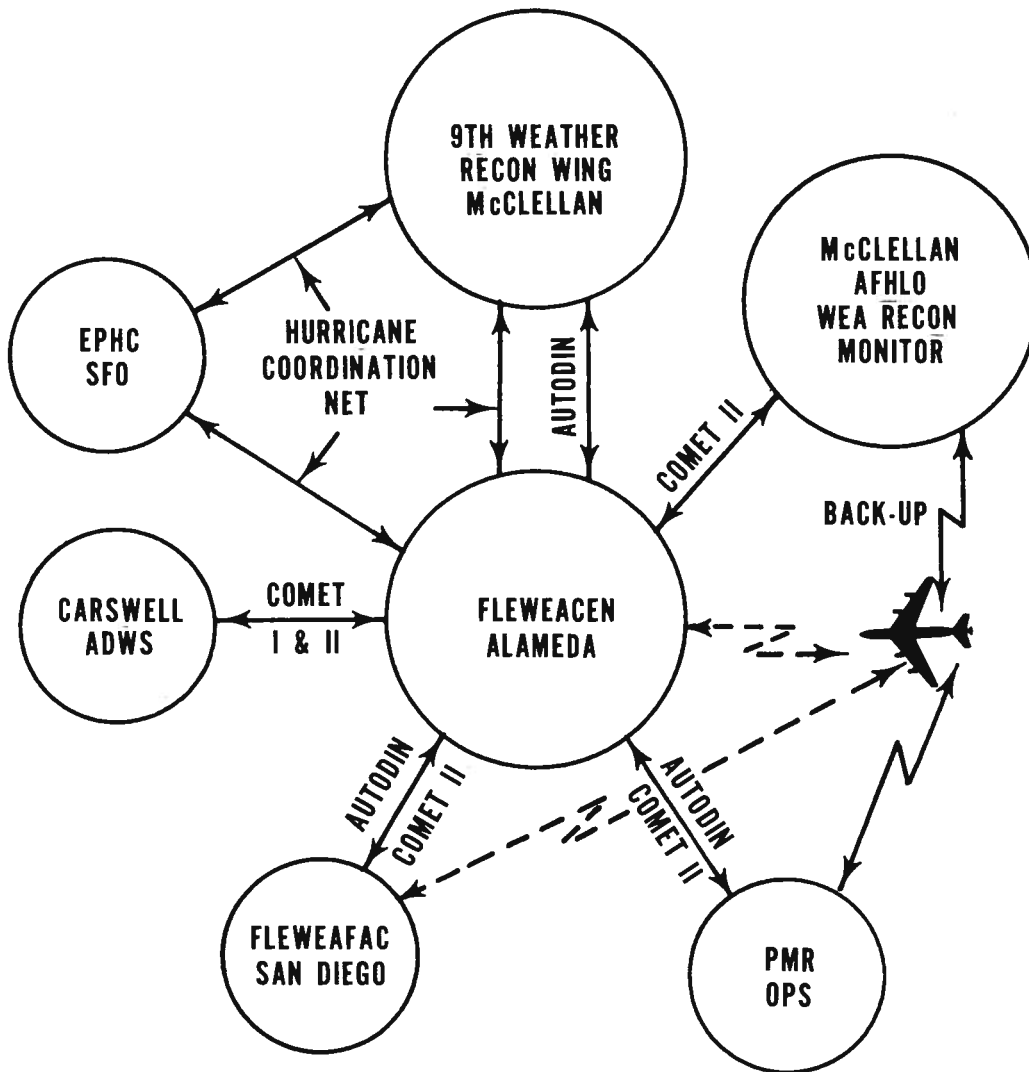 9TH WEATHER
RECON WING
McCLELLAN
McCLELLAN
AFHLO
WEA RECON
MONITOR
EPHC
SFO
HURRICANE
COORDINATION
NET
AUTODIN
COMET II
BACK-UP
CARSWELL
ADWS
COMET
I & II
FLEWEACEN
ALAMEDA
AUTODIN
COMET II
AUTODIN
COMET II
FLEWEAFAC
SAN DIEGO
PMR
OPS